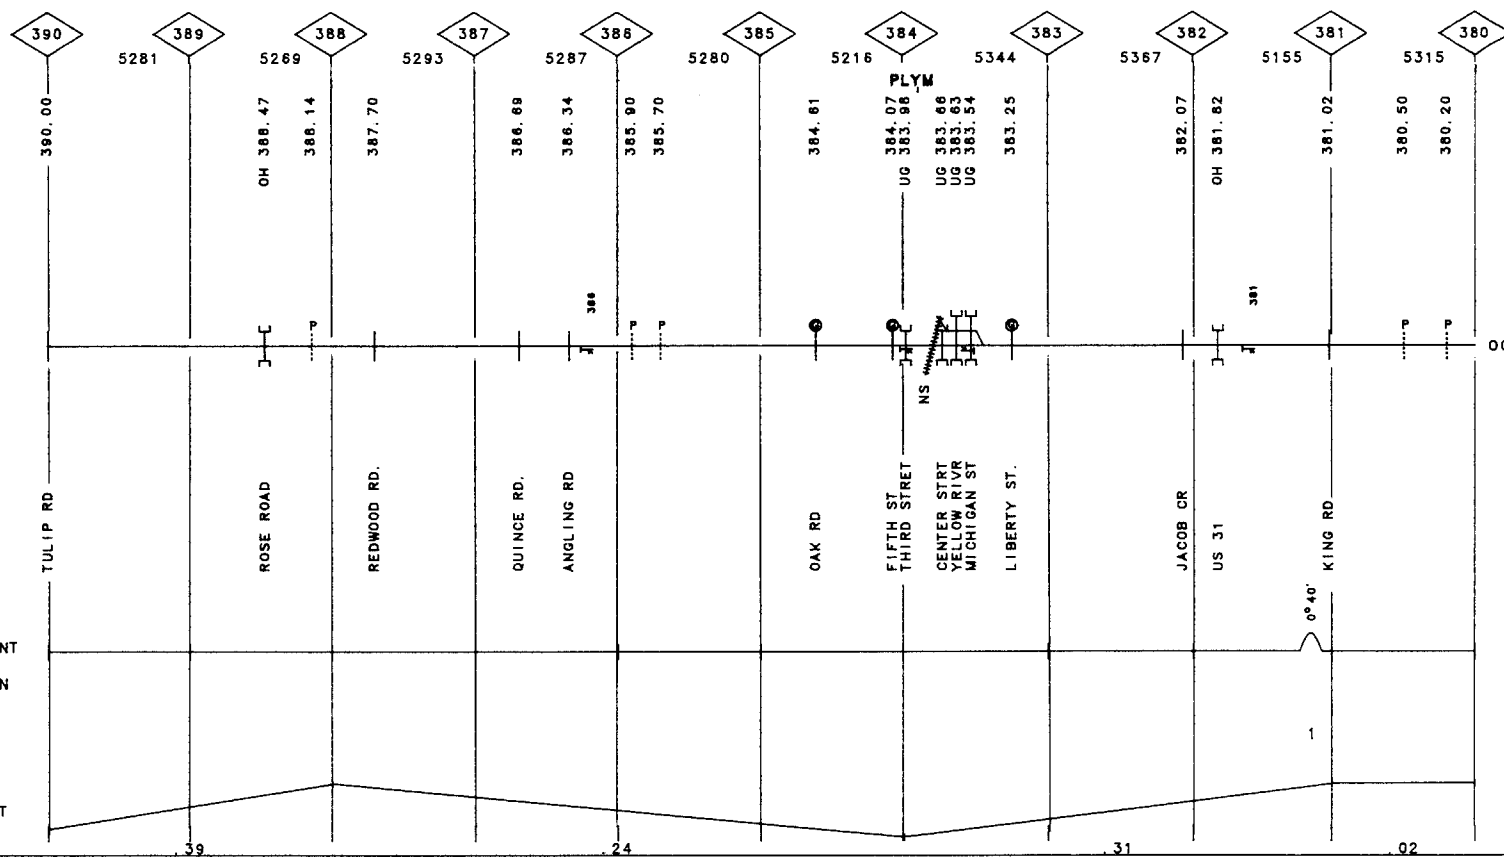 390 389 388 387 386 385 384 383 382 381 380
5281 5269 5293 5287 5280 5216 5344 5367 5155 5315
PLYM
390.00
OH 388.47
388.14
387.70
386.69
386.34
385.90
385.70
384.61
384.07
UG 383.98
UG 383.66
UG 383.63
UG 383.54
383.25
382.07
OH 381.82
381.02
380.50
380.20
386
381
P
P
P
P
P
NS
TULIP RD
ROSE ROAD
REDWOOD RD.
QUINCE RD.
ANGLING RD
OAK RD
FIFTH ST
THIRD STRET
CENTER STRT
YELLOW RIVR
MICHIGAN ST
LIBERTY ST.
JACOB CR
US 31
KING RD
0°40'
NT
N
1
T
.39 .24 .31 .02